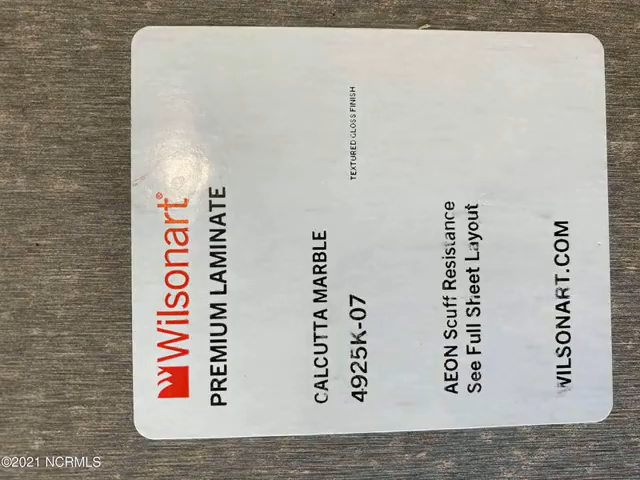 Wilsonart®
PREMIUM LAMINATE
CALCUTTA MARBLE
4925K-07
TEXTURED GLOSS FINISH
AEON Scuff Resistance
See Full Sheet Layout
WILSONART.COM
©2021 NCRMLS